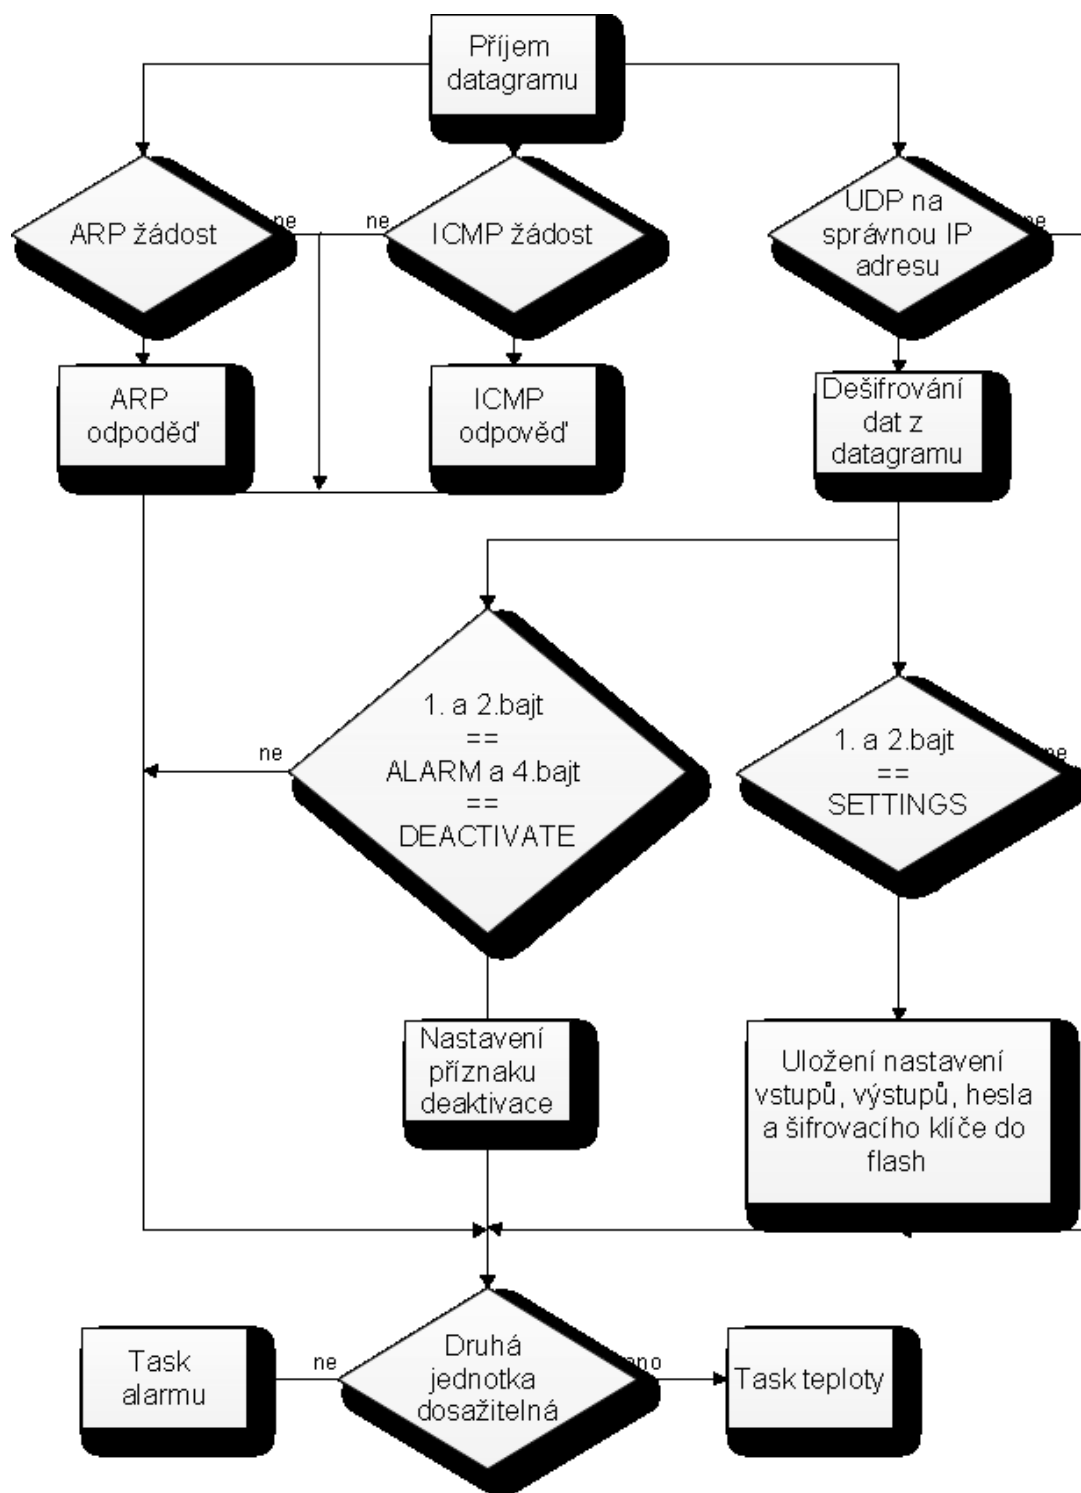 Příjem
datagramu
ARP žádost
ne
ne
ICMP žádost
UDP na
správnou IP
adresu
ne
ARP
odpoděď
ICMP
odpověď
Dešifrování
dat z
datagramu
1. a 2.bajt
==
ALARM a 4.bajt
==
DEACTIVATE
ne
1. a 2.bajt
==
SETTINGS
ne
Nastavení
příznaku
deaktivace
Uložení nastavení
vstupů, výstupů, hesla
a šifrovacího klíče do
flash
Task
alarmu
ne
Druhá
jednotka
dosažitelná
ano
Task teploty